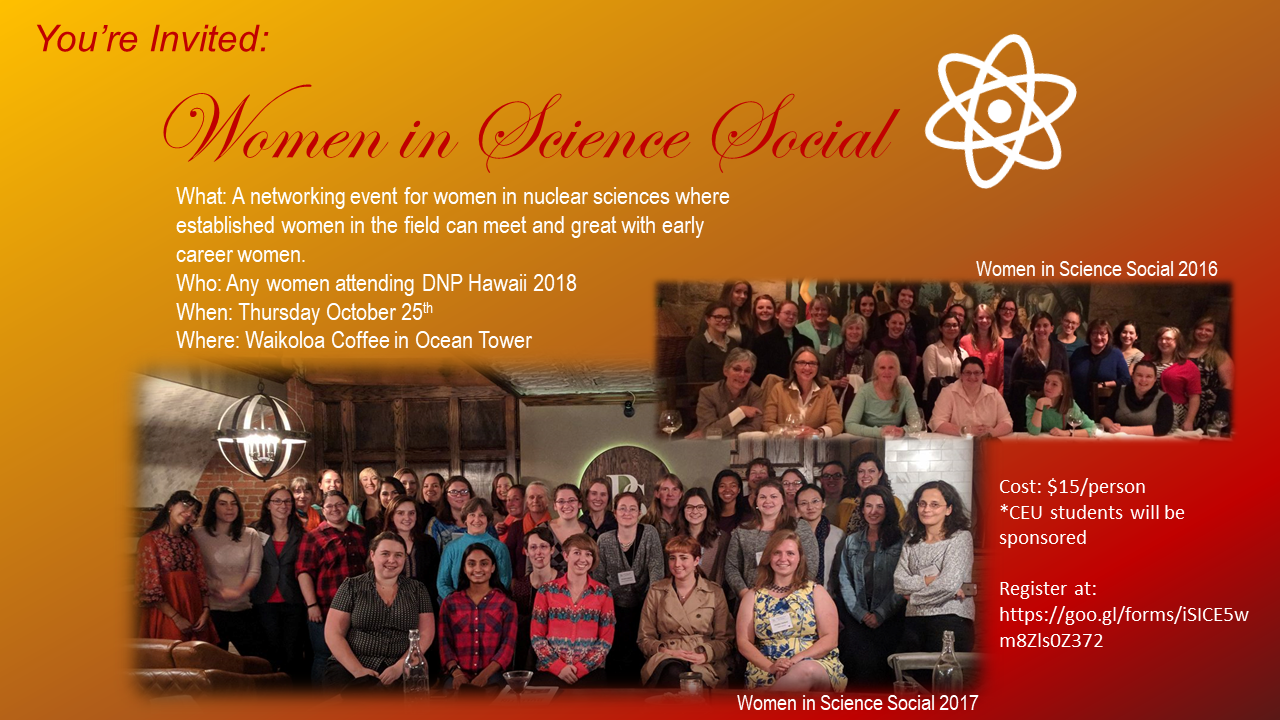 You're Invited:
Women in Science Social
What: A networking event for women in nuclear sciences where
established women in the field can meet and great with early
career women.
Who: Any women attending DNP Hawaii 2018
When: Thursday October 25th
Where: Waikoloa Coffee in Ocean Tower
Women in Science Social 2016
Cost: $15/person
*CEU students will be
sponsored
Register at:
https://goo.gl/forms/iSICE5w
m8Zls0Z372
Women in Science Social 2017